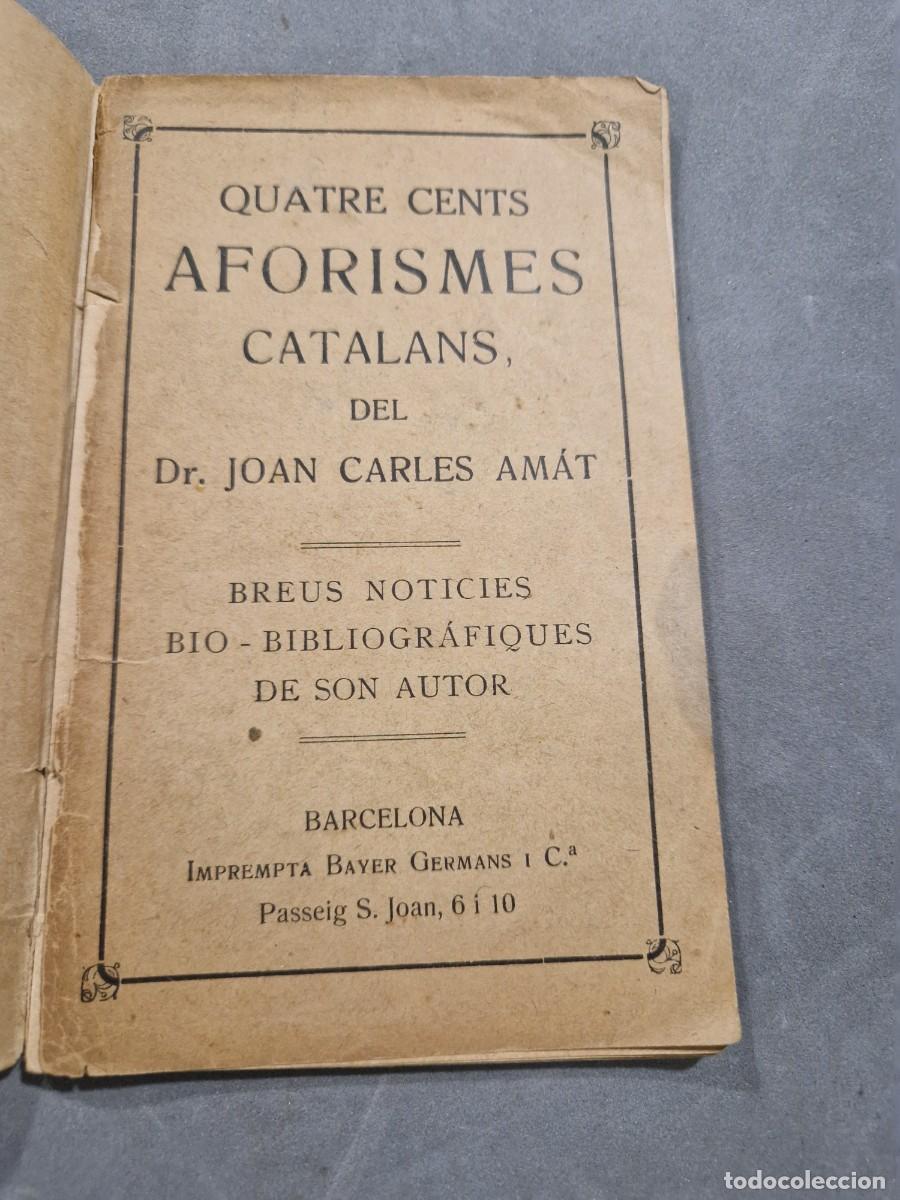 QUATRE CENTS
AFORISMES
CATALANS,
DEL
Dr. JOAN CARLES AMÁT
BREUS NOTICIES
BIO - BIBLIOGRÁFIQUES
DE SON AUTOR
BARCELONA
IMPREMPTA BAYER GERMANS I C.ª
Passeig S. Joan, 6 i 10
todocoleccion